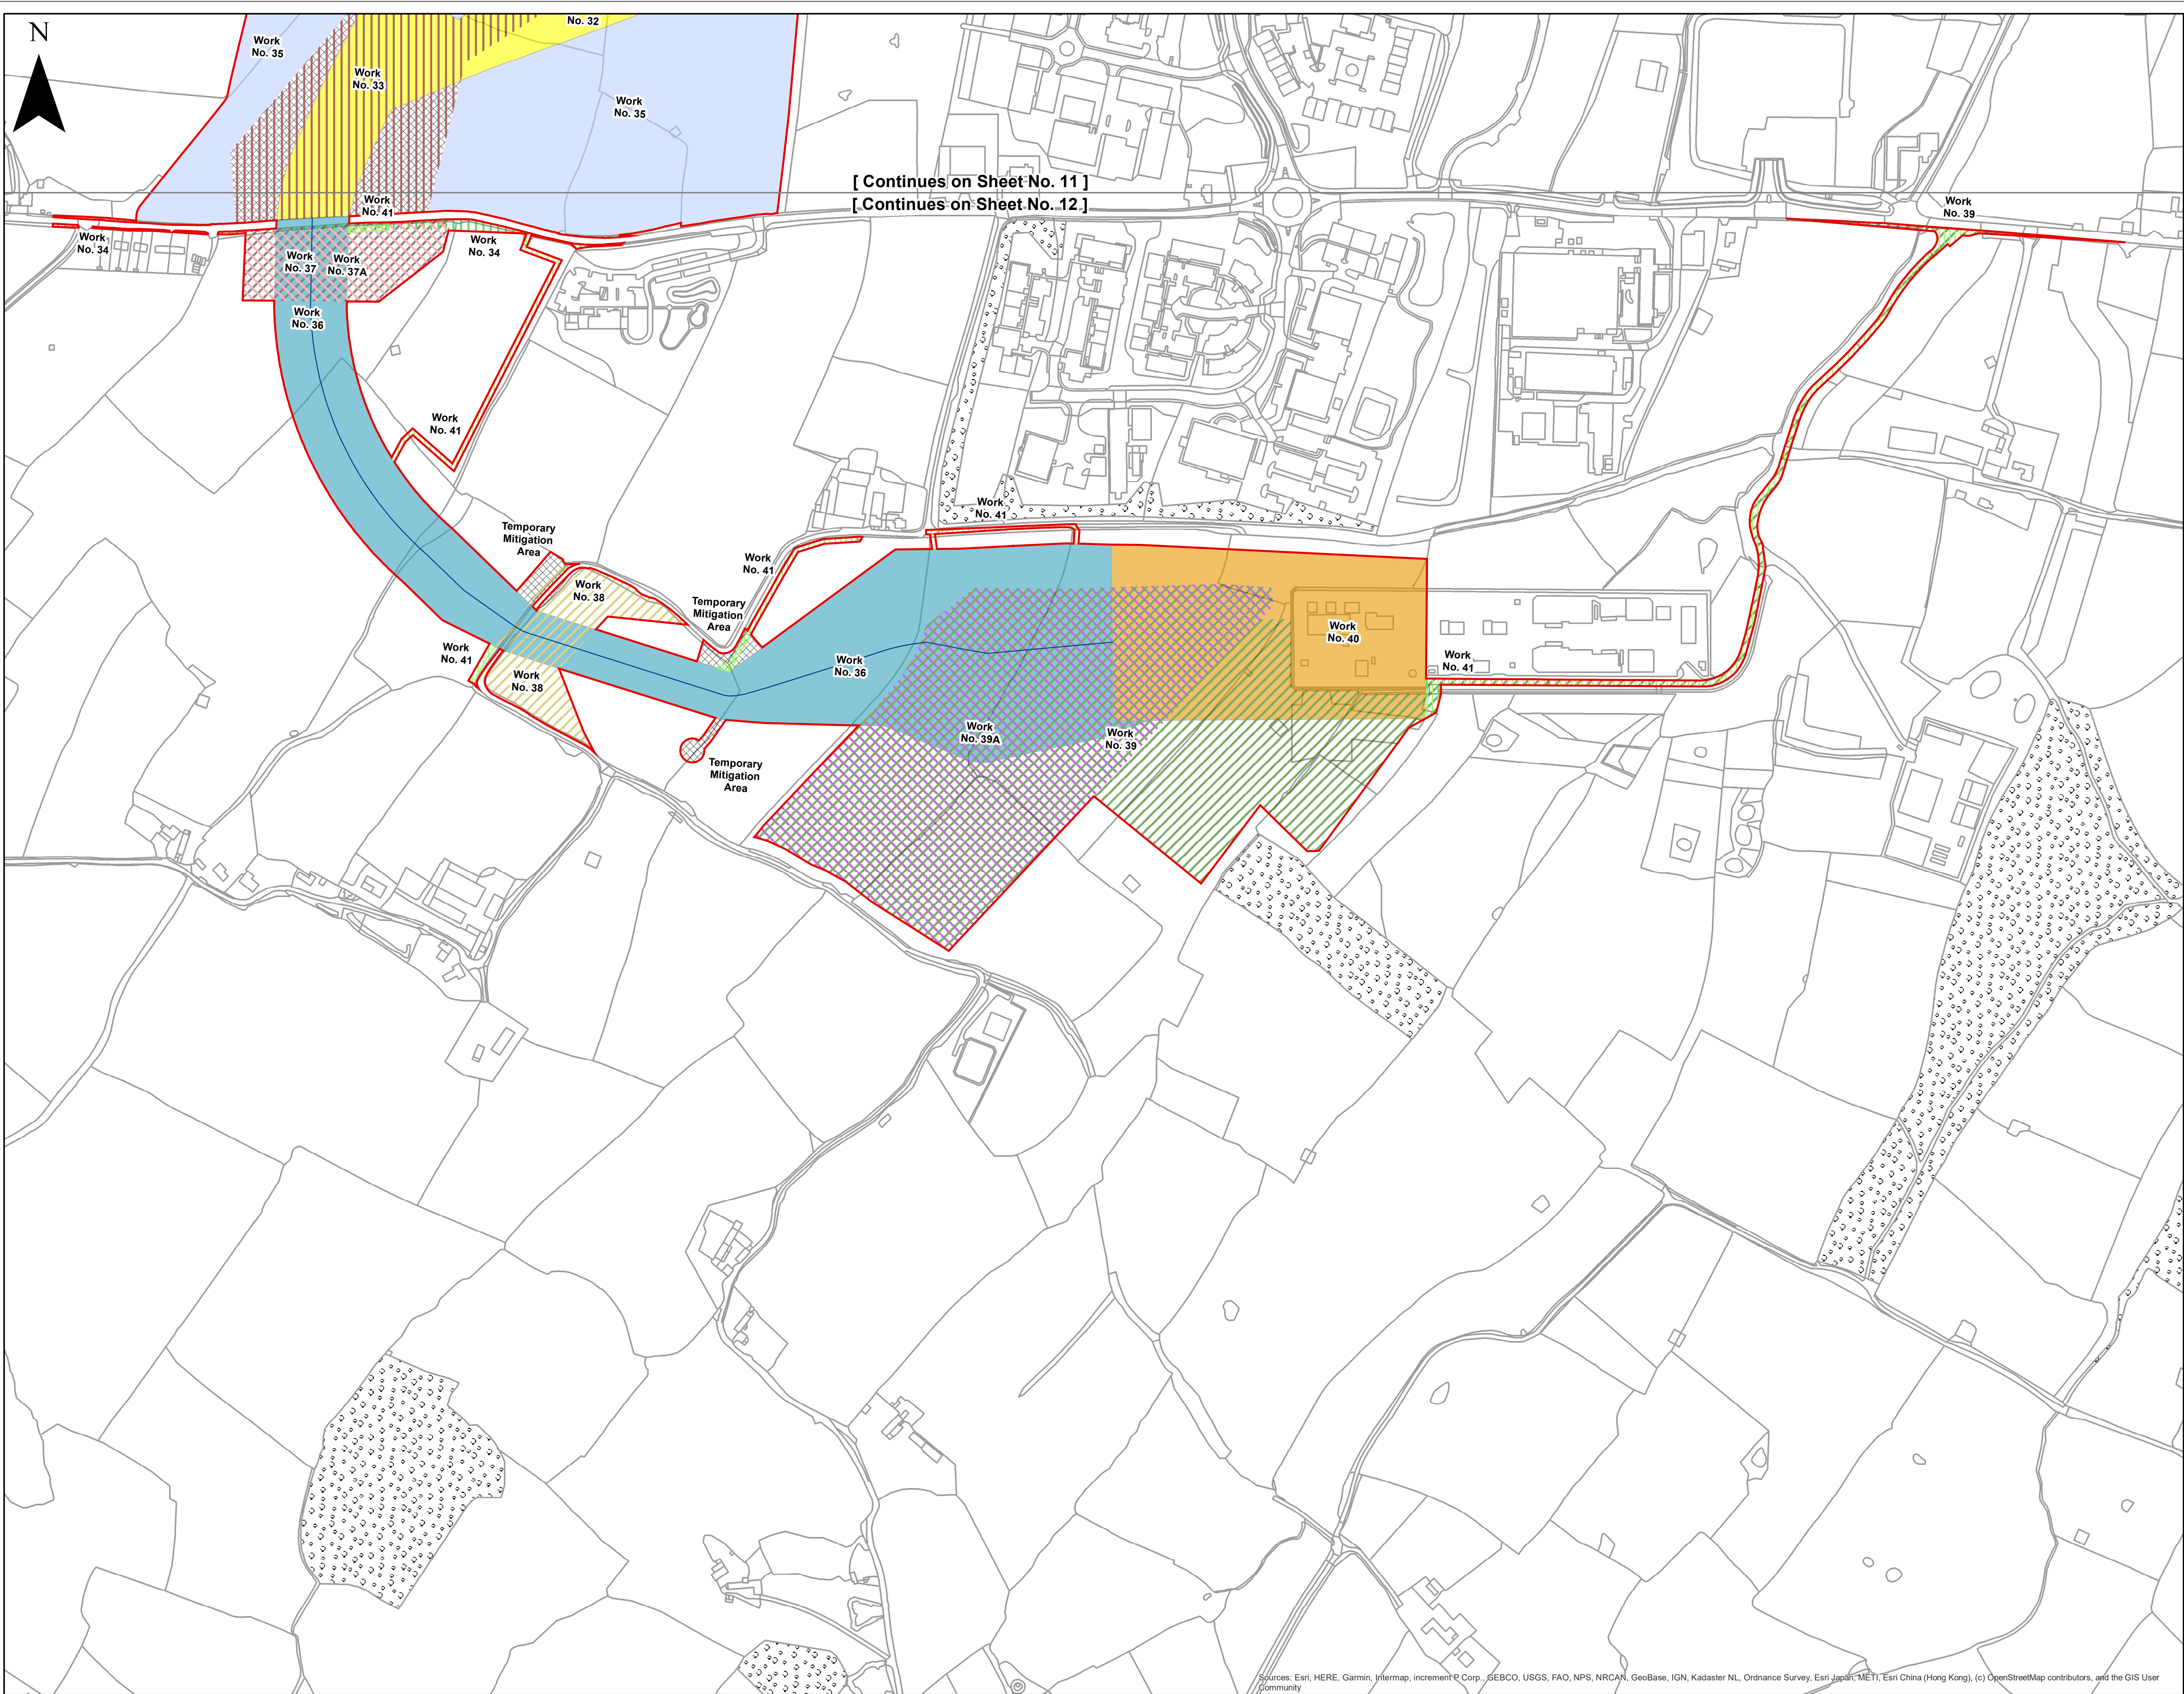 N
No. 32
Work
No. 35
Work
No. 33
Work
No. 35
[ Continues on Sheet No. 11 ]
[ Continues on Sheet No. 12 ]
Work
No. 41
Work
No. 39
Work
No. 34
Work
No. 34
Work
No. 37
Work
No. 37A
Work
No. 36
Work
No. 41
Work
No. 41
Temporary
Mitigation
Area
Work
No. 41
Work
No. 38
Temporary
Mitigation
Area
Work
No. 40
Work
No. 41
Work
No. 38
Work
No. 36
Work
No. 41
Work
No. 39A
Work
No. 39
Temporary
Mitigation
Area
Sources: Esri, HERE, Garmin, Intermap, increment P Corp., GEBCO, USGS, FAO, NPS, NRCAN, GeoBase, IGN, Kadaster NL, Ordnance Survey, Esri Japan, METI, Esri China (Hong Kong), (c) OpenStreetMap contributors, and the GIS User
Community